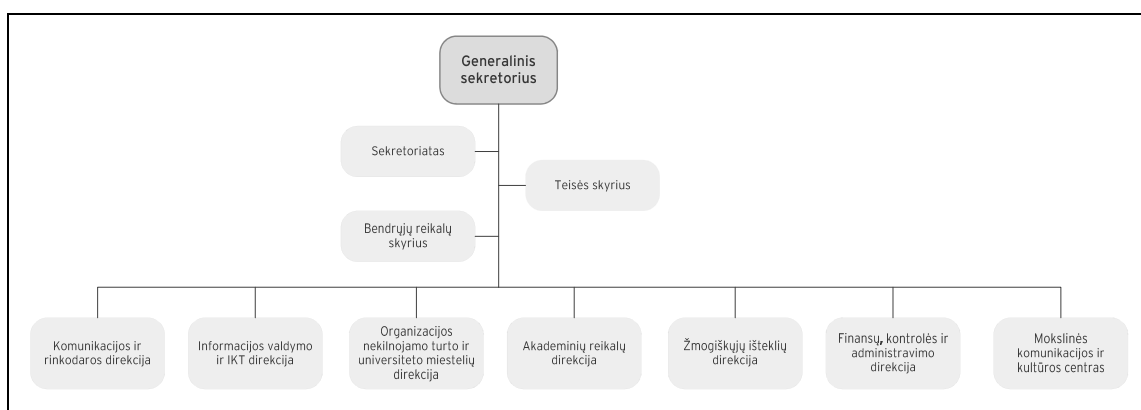 Generalinis
sekretorius
Sekretoriatas
Teisės skyrius
Bendrųjų reikalų
skyrius
Komunikacijos ir
rinkodaros direkcija
Informacijos valdymo
ir IKT direkcija
Organizacijos
nekilnojamo turto ir
universiteto miestelių
direkcija
Akademinių reikalų
direkcija
Žmogiškųjų išteklių
direkcija
Finansų, kontrolės ir
administravimo
direkcija
Mokslinės
komunikacijos ir
kultūros centras